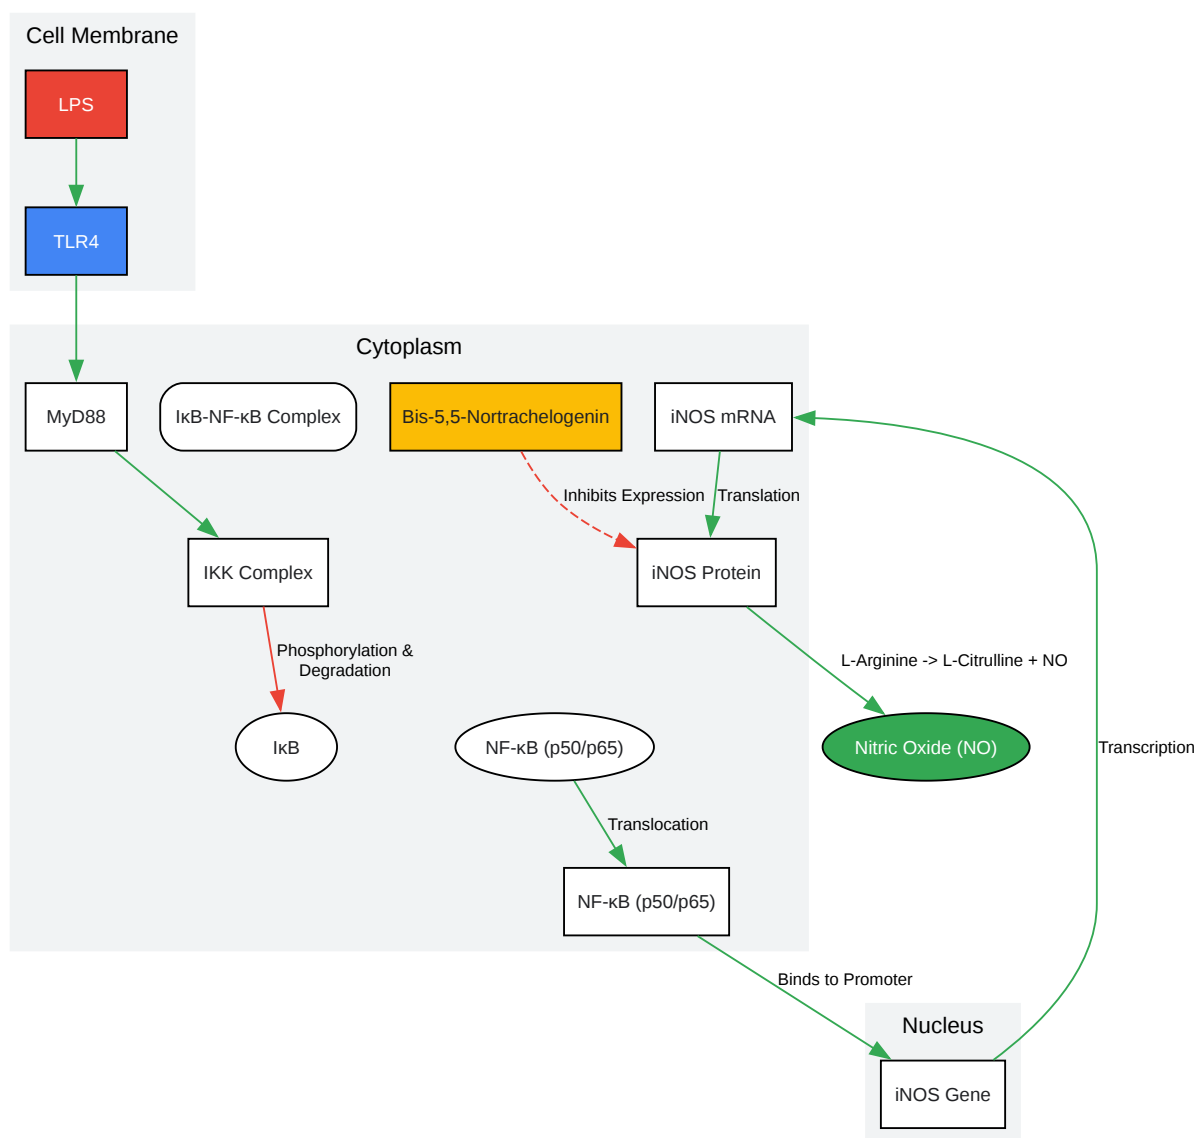 Cell Membrane
LPS
TLR4
Cytoplasm
MyD88
IκB-NF-κB Complex
Bis-5,5-Nortrachelogenin
iNOS mRNA
Inhibits Expression
Translation
IKK Complex
iNOS Protein
Phosphorylation &
Degradation
L-Arginine -> L-Citrulline + NO
IκB
NF-κB (p50/p65)
Nitric Oxide (NO)
Transcription
Translocation
NF-κB (p50/p65)
Binds to Promoter
Nucleus
iNOS Gene